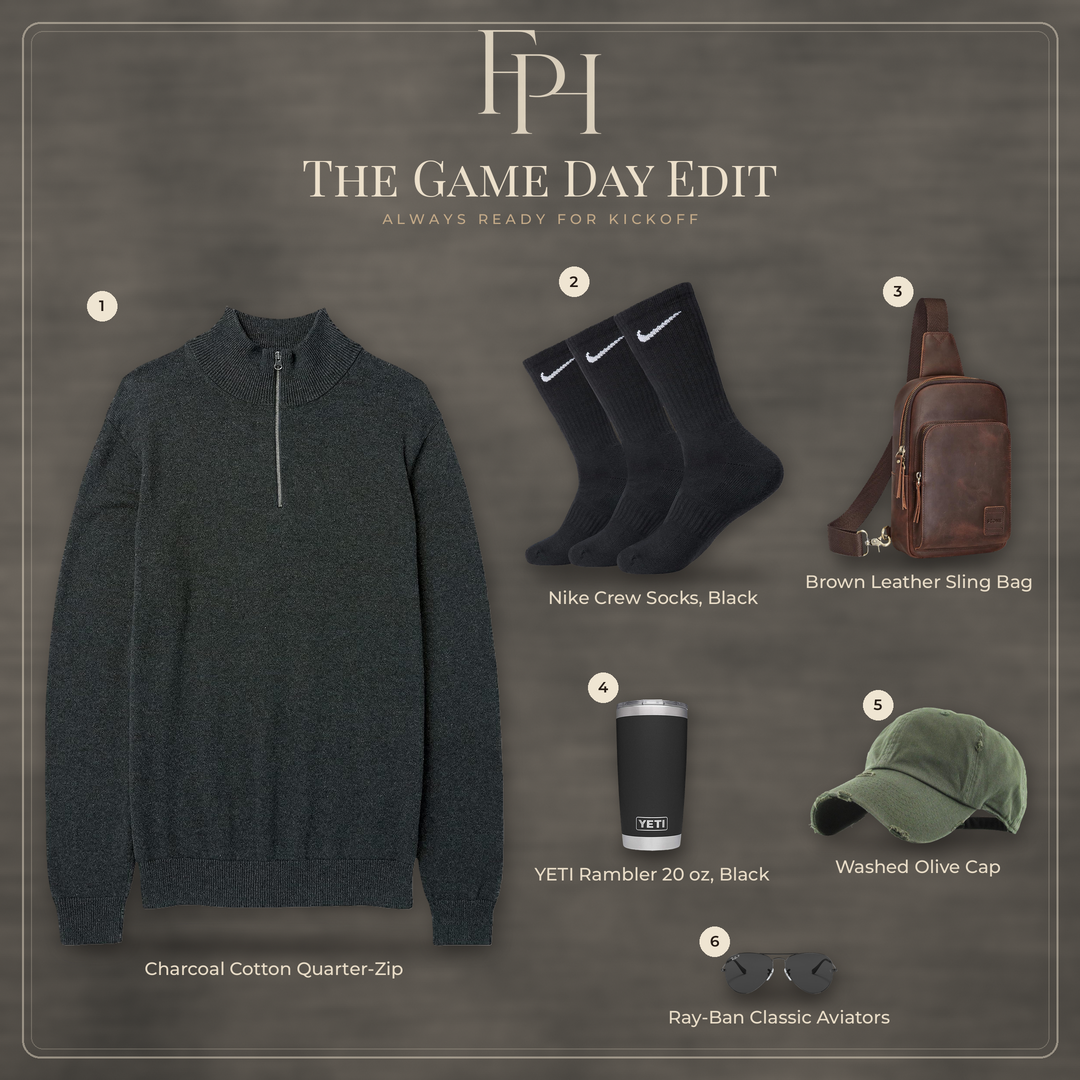 FPH
The Game Day Edit
ALWAYS READY FOR KICKOFF
1
2
3
Nike Crew Socks, Black
Brown Leather Sling Bag
4
5
YETI
YETI Rambler 20 oz, Black
Washed Olive Cap
6
Charcoal Cotton Quarter-Zip
Ray-Ban Classic Aviators